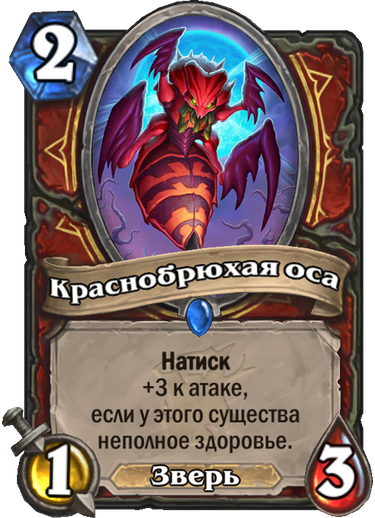 2
Краснобрюхая оса
Натиск
+3 к атаке,
если у этого существа
неполное здоровье.
1
Зверь
3